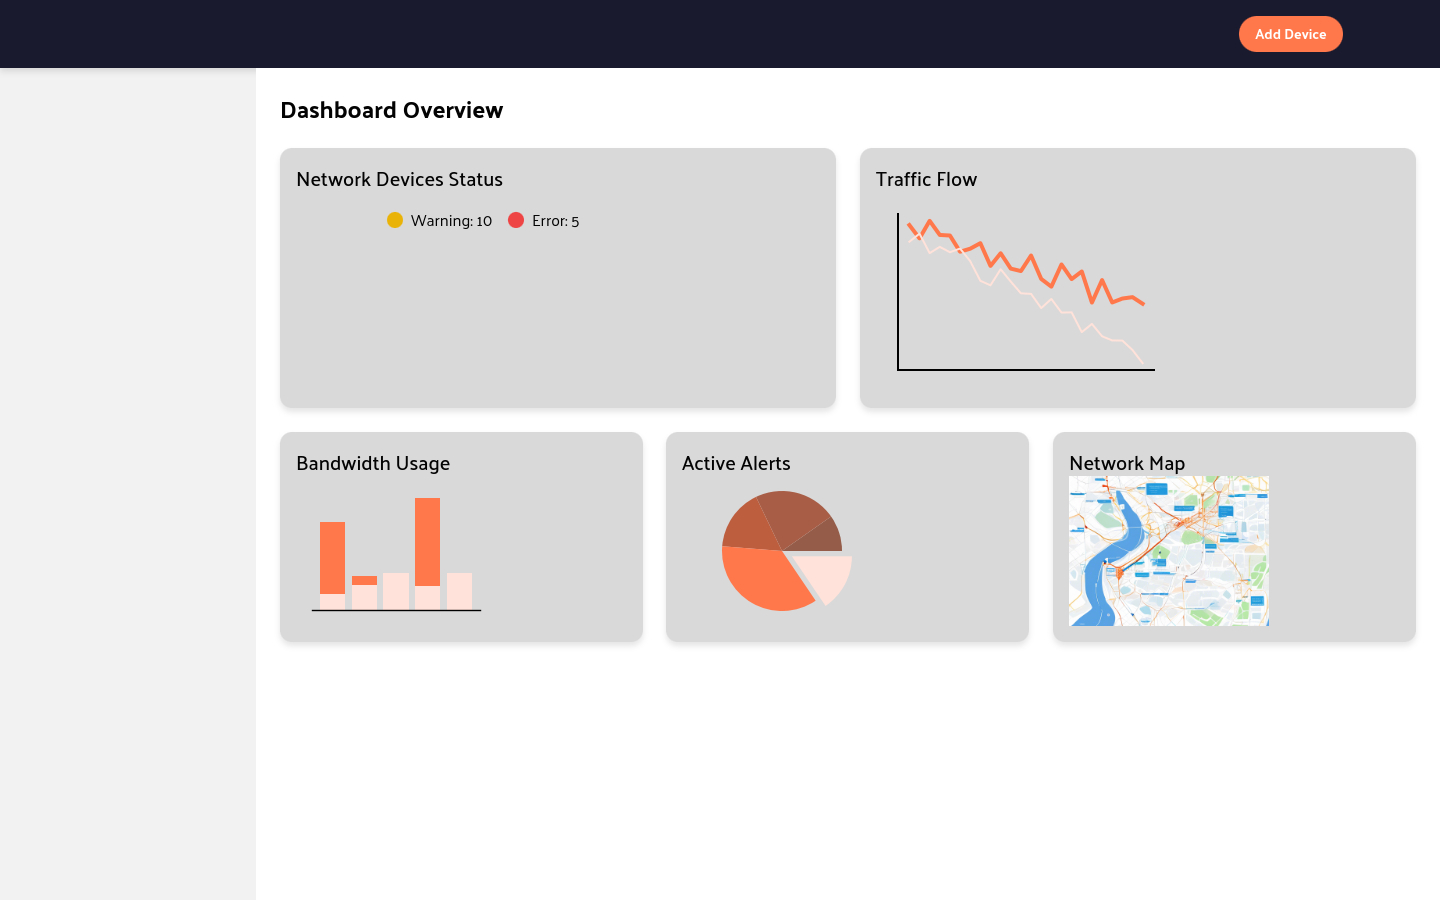 Add Device
Dashboard Overview
Network Devices Status
Warning: 10 Error: 5
Traffic Flow
Bandwidth Usage
Active Alerts
Network Map